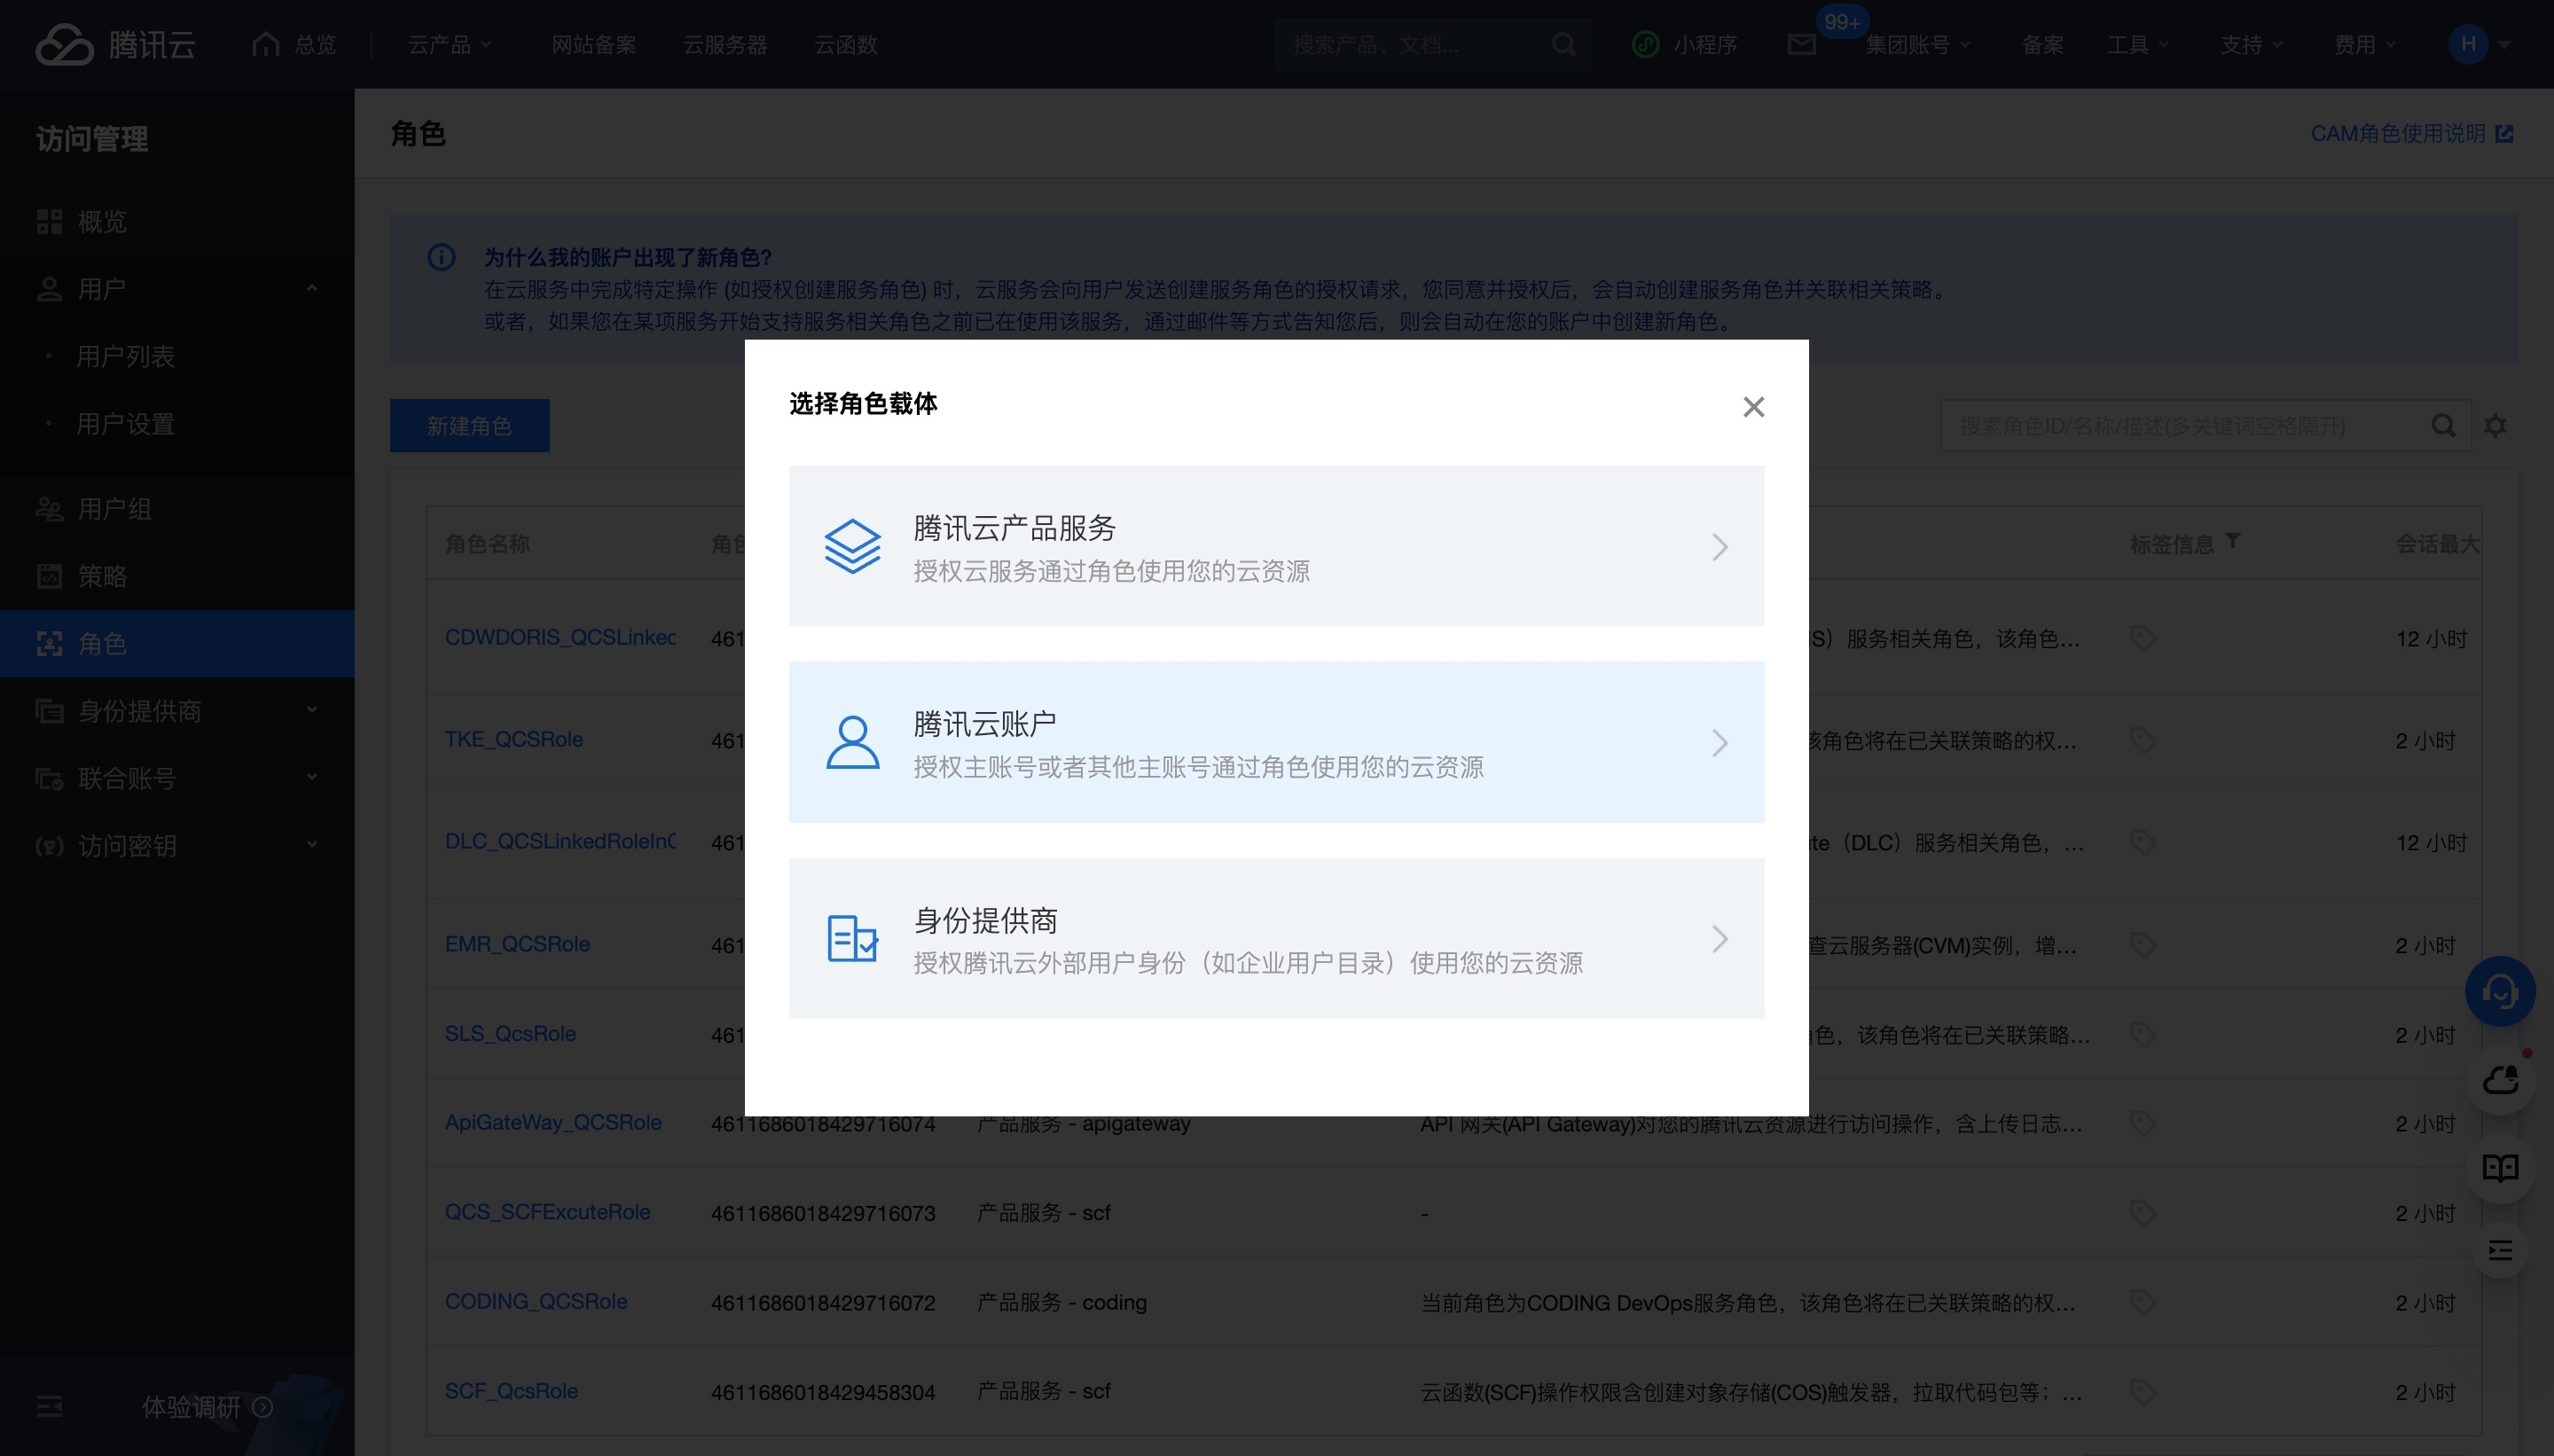 腾讯云
总览
云产品
网站备案
云服务器
云函数
搜索产品、文档...
小程序
99+
集团账号
备案
工具
支持
费用
H
访问管理
概览
用户
用户列表
用户设置
用户组
策略
角色
身份提供商
联合账号
访问密钥
体验调研
角色
CAM角色使用说明
为什么我的账户出现了新角色?
在云服务中完成特定操作 (如授权创建服务角色) 时，云服务会向用户发送创建服务角色的授权请求，您同意并授权后，会自动创建服务角色并关联相关策略。
或者，如果您在某项服务开始支持服务相关角色之前已在使用该服务，通过邮件等方式告知您后，则会自动在您的账户中创建新角色。
新建角色
搜索角色ID/名称/描述(多关键词空格隔开)
选择角色载体
腾讯云产品服务
授权云服务通过角色使用您的云资源
腾讯云账户
授权主账号或者其他主账号通过角色使用您的云资源
身份提供商
授权腾讯云外部用户身份（如企业用户目录）使用您的云资源
角色名称 角色 标签信息 会话最大
CDWDORIS_QCSLinked 461 IS）服务相关角色，该角色... 12 小时
TKE_QCSRole 461 该角色将在已关联策略的权... 2 小时
DLC_QCSLinkedRoleIn 461 ute（DLC）服务相关角色，... 12 小时
EMR_QCSRole 461 查云服务器(CVM)实例，增... 2 小时
SLS_QcsRole 461 角色，该角色将在已关联策略... 2 小时
ApiGateWay_QCSRole 4611686018429716074 产品服务 - apigateway API 网关(API Gateway)对您的腾讯云资源进行访问操作，含上传日志... 2 小时
QCS_SCFExcuteRole 4611686018429716073 产品服务 - scf - 2 小时
CODING_QCSRole 4611686018429716072 产品服务 - coding 当前角色为CODING DevOps服务角色，该角色将在已关联策略的权... 2 小时
SCF_QcsRole 4611686018429458304 产品服务 - scf 云函数(SCF)操作权限含创建对象存储(COS)触发器，拉取代码包等；... 2 小时